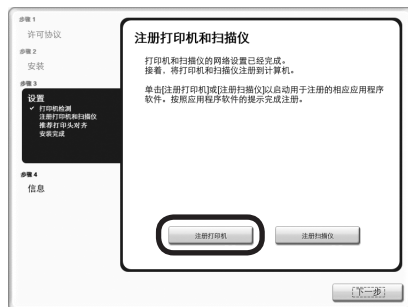 步骤 1
许可协议
步骤 2
安装
步骤 3
设置
✓ 打印机检测
注册打印机和扫描仪
推荐打印头对齐
安装完成
步骤 4
信息
注册打印机和扫描仪
打印机和扫描仪的网络设置已经完成。
接着，将打印机和扫描仪注册到计算机。
单击[注册打印机]或[注册扫描仪]以启动用于注册的相应应用程序
软件。按照应用程序软件的提示完成注册。
注册打印机
注册扫描仪
下一步